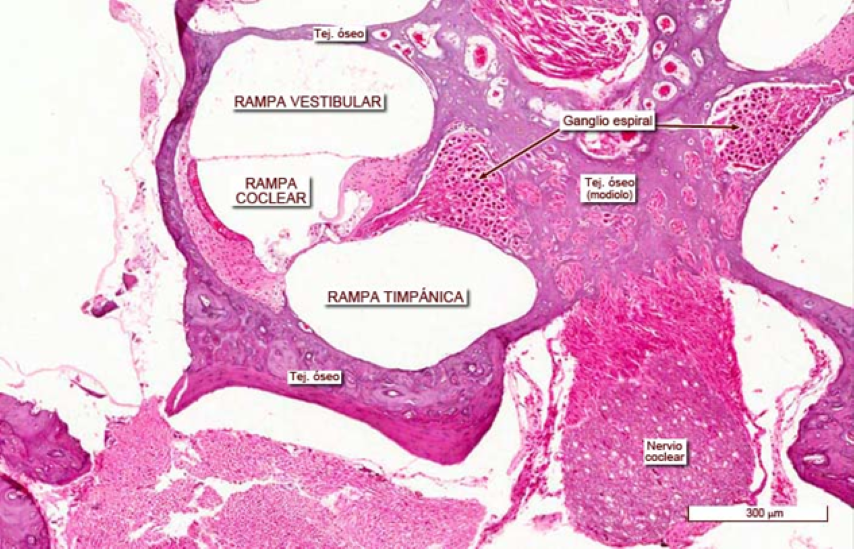 Tej. óseo
RAMPA VESTIBULAR
Ganglio espiral
RAMPA
COCLEAR
Tej. óseo
(modiolo)
RAMPA TIMPÁNICA
Tej. óseo
Nervio
coclear
300 µm